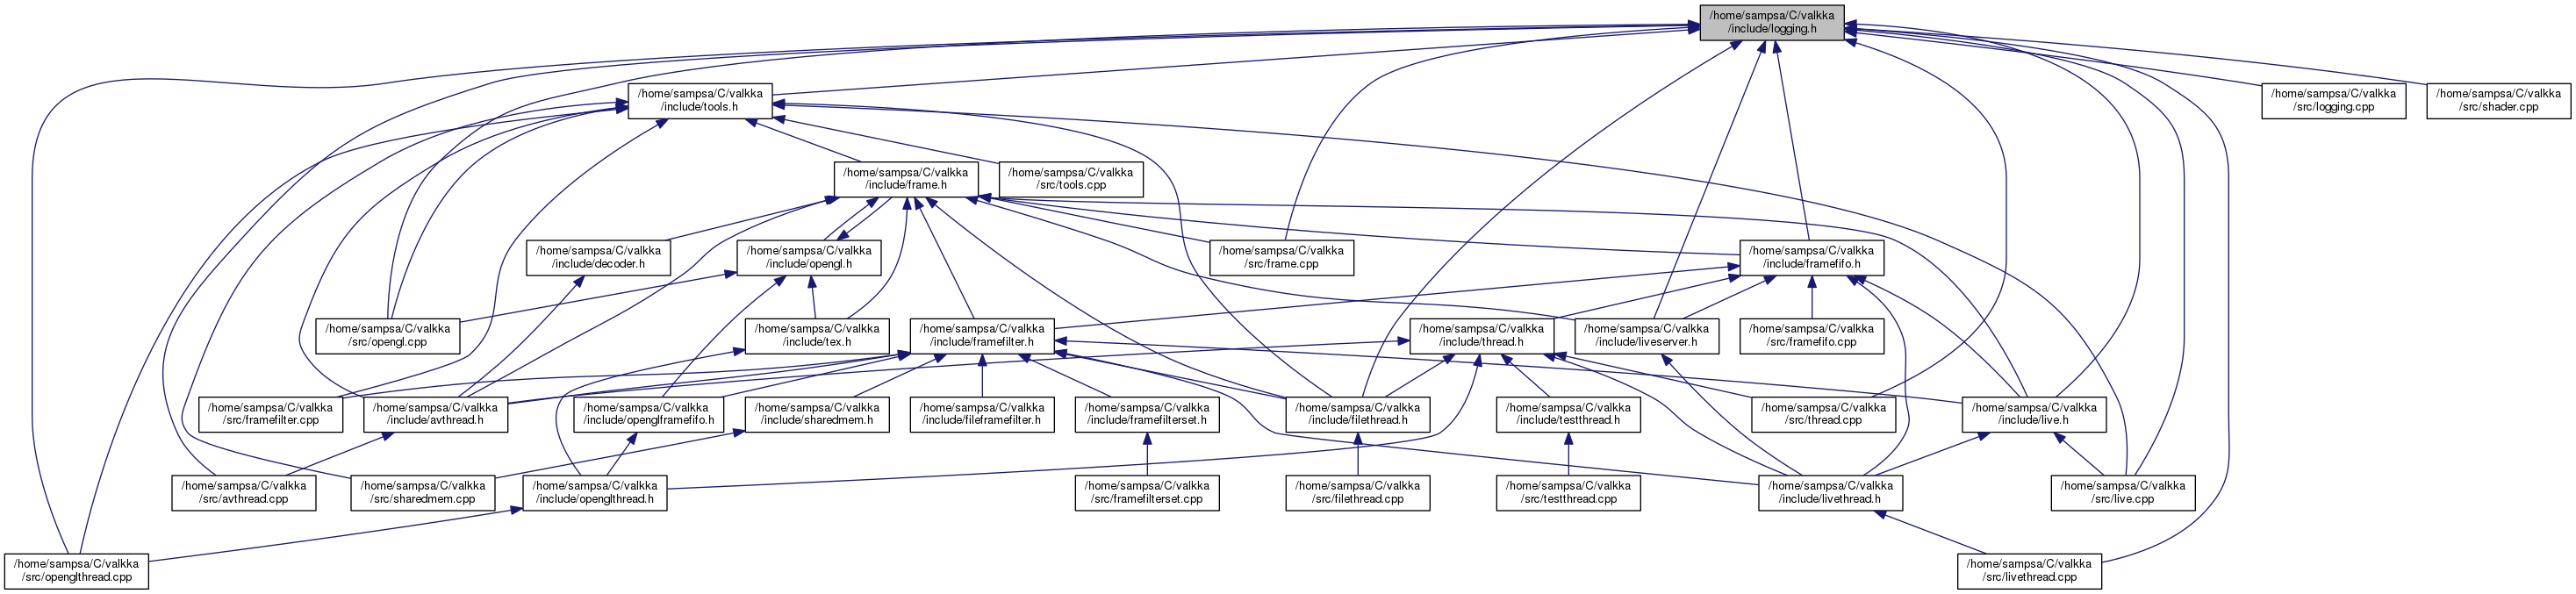 /home/sampsa/C/valkka
/include/logging.h
/home/sampsa/C/valkka
/include/tools.h
/home/sampsa/C/valkka
/src/logging.cpp
/home/sampsa/C/valkka
/src/shader.cpp
/home/sampsa/C/valkka
/include/frame.h
/home/sampsa/C/valkka
/src/tools.cpp
/home/sampsa/C/valkka
/include/decoder.h
/home/sampsa/C/valkka
/include/opengl.h
/home/sampsa/C/valkka
/src/frame.cpp
/home/sampsa/C/valkka
/include/framefifo.h
/home/sampsa/C/valkka
/src/opengl.cpp
/home/sampsa/C/valkka
/include/tex.h
/home/sampsa/C/valkka
/include/framefilter.h
/home/sampsa/C/valkka
/include/thread.h
/home/sampsa/C/valkka
/include/liveserver.h
/home/sampsa/C/valkka
/src/framefifo.cpp
/home/sampsa/C/valkka
/src/framefilter.cpp
/home/sampsa/C/valkka
/include/avthread.h
/home/sampsa/C/valkka
/include/openglframefifo.h
/home/sampsa/C/valkka
/include/sharedmem.h
/home/sampsa/C/valkka
/include/fileframefilter.h
/home/sampsa/C/valkka
/include/framefilterset.h
/home/sampsa/C/valkka
/include/filethread.h
/home/sampsa/C/valkka
/include/testthread.h
/home/sampsa/C/valkka
/src/thread.cpp
/home/sampsa/C/valkka
/include/live.h
/home/sampsa/C/valkka
/src/avthread.cpp
/home/sampsa/C/valkka
/src/sharedmem.cpp
/home/sampsa/C/valkka
/include/openglthread.h
/home/sampsa/C/valkka
/src/framefilterset.cpp
/home/sampsa/C/valkka
/src/filethread.cpp
/home/sampsa/C/valkka
/src/testthread.cpp
/home/sampsa/C/valkka
/include/livethread.h
/home/sampsa/C/valkka
/src/live.cpp
/home/sampsa/C/valkka
/src/openglthread.cpp
/home/sampsa/C/valkka
/src/livethread.cpp